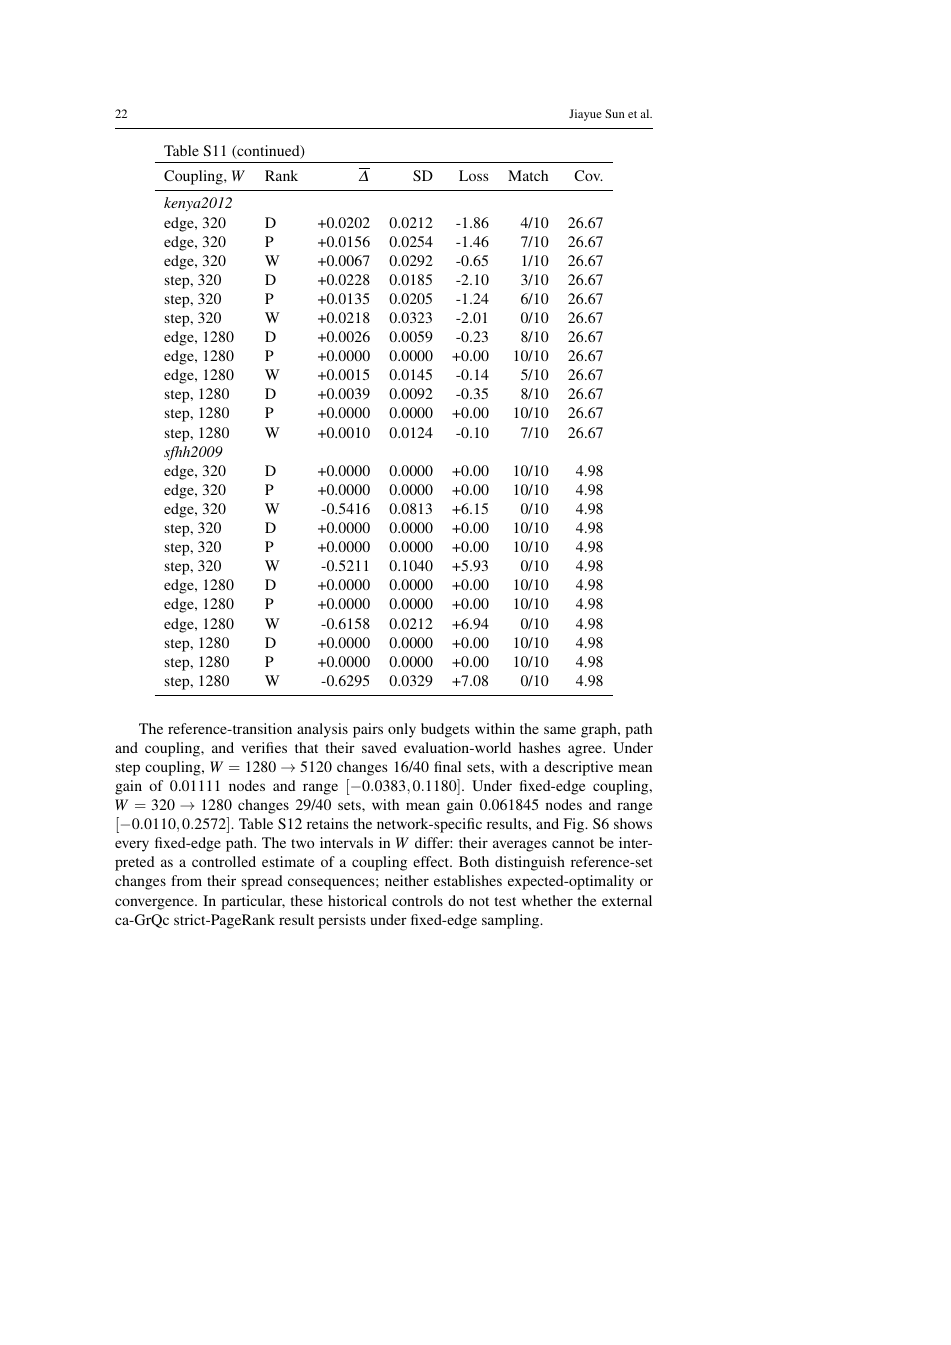 22 Jiayue Sun et al.
Table S11 (continued)
Coupling, W Rank Δ̅ SD Loss Match Cov.
kenya2012
edge, 320 D +0.0202 0.0212 -1.86 4/10 26.67
edge, 320 P +0.0156 0.0254 -1.46 7/10 26.67
edge, 320 W +0.0067 0.0292 -0.65 1/10 26.67
step, 320 D +0.0228 0.0185 -2.10 3/10 26.67
step, 320 P +0.0135 0.0205 -1.24 6/10 26.67
step, 320 W +0.0218 0.0323 -2.01 0/10 26.67
edge, 1280 D +0.0026 0.0059 -0.23 8/10 26.67
edge, 1280 P +0.0000 0.0000 +0.00 10/10 26.67
edge, 1280 W +0.0015 0.0145 -0.14 5/10 26.67
step, 1280 D +0.0039 0.0092 -0.35 8/10 26.67
step, 1280 P +0.0000 0.0000 +0.00 10/10 26.67
step, 1280 W +0.0010 0.0124 -0.10 7/10 26.67
sfhh2009
edge, 320 D +0.0000 0.0000 +0.00 10/10 4.98
edge, 320 P +0.0000 0.0000 +0.00 10/10 4.98
edge, 320 W -0.5416 0.0813 +6.15 0/10 4.98
step, 320 D +0.0000 0.0000 +0.00 10/10 4.98
step, 320 P +0.0000 0.0000 +0.00 10/10 4.98
step, 320 W -0.5211 0.1040 +5.93 0/10 4.98
edge, 1280 D +0.0000 0.0000 +0.00 10/10 4.98
edge, 1280 P +0.0000 0.0000 +0.00 10/10 4.98
edge, 1280 W -0.6158 0.0212 +6.94 0/10 4.98
step, 1280 D +0.0000 0.0000 +0.00 10/10 4.98
step, 1280 P +0.0000 0.0000 +0.00 10/10 4.98
step, 1280 W -0.6295 0.0329 +7.08 0/10 4.98
The reference-transition analysis pairs only budgets within the same graph, path
and coupling, and verifies that their saved evaluation-world hashes agree. Under
step coupling, W = 1280 → 5120 changes 16/40 final sets, with a descriptive mean
gain of 0.01111 nodes and range [−0.0383,0.1180]. Under fixed-edge coupling,
W = 320 → 1280 changes 29/40 sets, with mean gain 0.061845 nodes and range
[−0.0110,0.2572]. Table S12 retains the network-specific results, and Fig. S6 shows
every fixed-edge path. The two intervals in W differ: their averages cannot be inter-
preted as a controlled estimate of a coupling effect. Both distinguish reference-set
changes from their spread consequences; neither establishes expected-optimality or
convergence. In particular, these historical controls do not test whether the external
ca-GrQc strict-PageRank result persists under fixed-edge sampling.